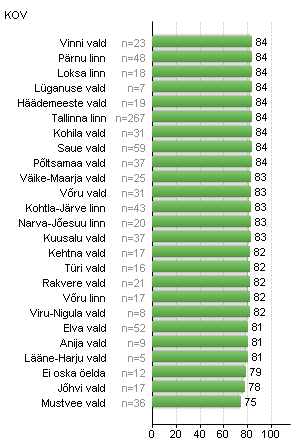 KOV
Vinni vald n=23 84
Pärnu linn n=48 84
Loksa linn n=18 84
Lüganuse vald n=7 84
Häädemeeste vald n=19 84
Tallinna linn n=267 84
Kohila vald n=31 84
Saue vald n=59 84
Põltsamaa vald n=37 84
Väike-Maarja vald n=25 83
Võru vald n=31 83
Kohtla-Järve linn n=43 83
Narva-Jõesuu linn n=20 83
Kuusalu vald n=37 83
Kehtna vald n=17 82
Türi vald n=16 82
Rakvere vald n=21 82
Võru linn n=17 82
Viru-Nigula vald n=8 82
Elva vald n=52 81
Anija vald n=9 81
Lääne-Harju vald n=5 81
Ei oska öelda n=12 79
Jõhvi vald n=17 78
Mustvee vald n=36 75
0 20 40 60 80 100